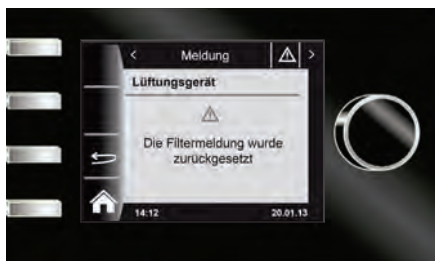 Meldung
Lüftungsgerät
Die Filtermeldung wurde
zurückgesetzt
14:12 20.01.13